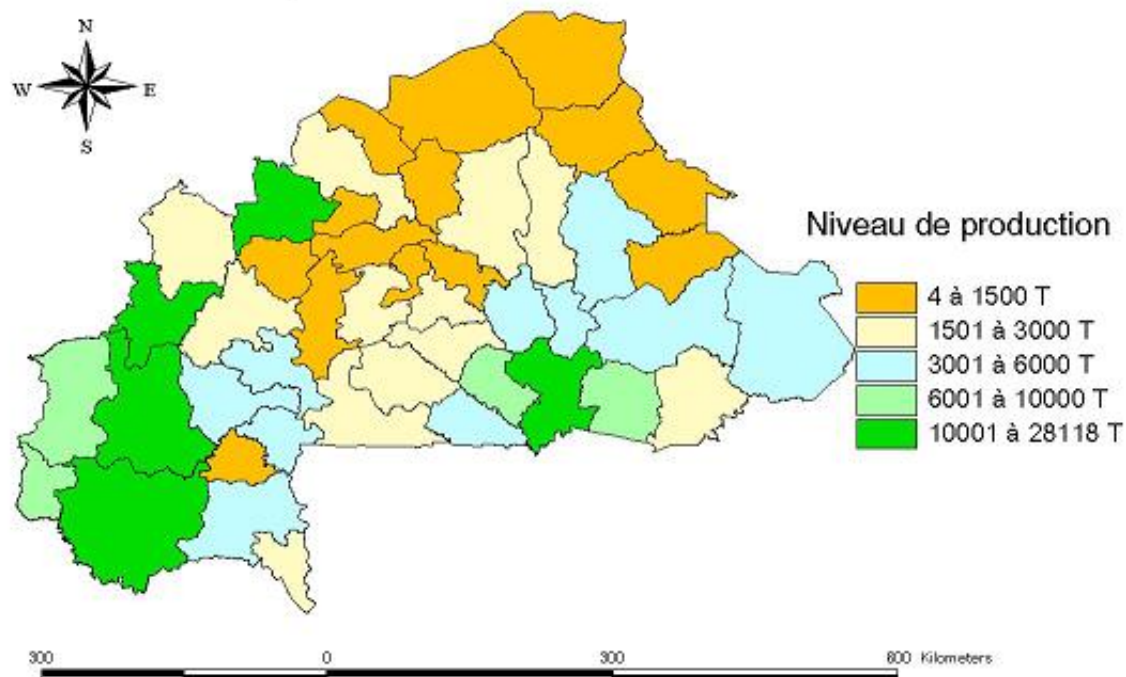 N
W E
S
Niveau de production
4 à 1500 T
1501 à 3000 T
3001 à 6000 T
6001 à 10000 T
10001 à 28118 T
300 0 300 600 Kilometers